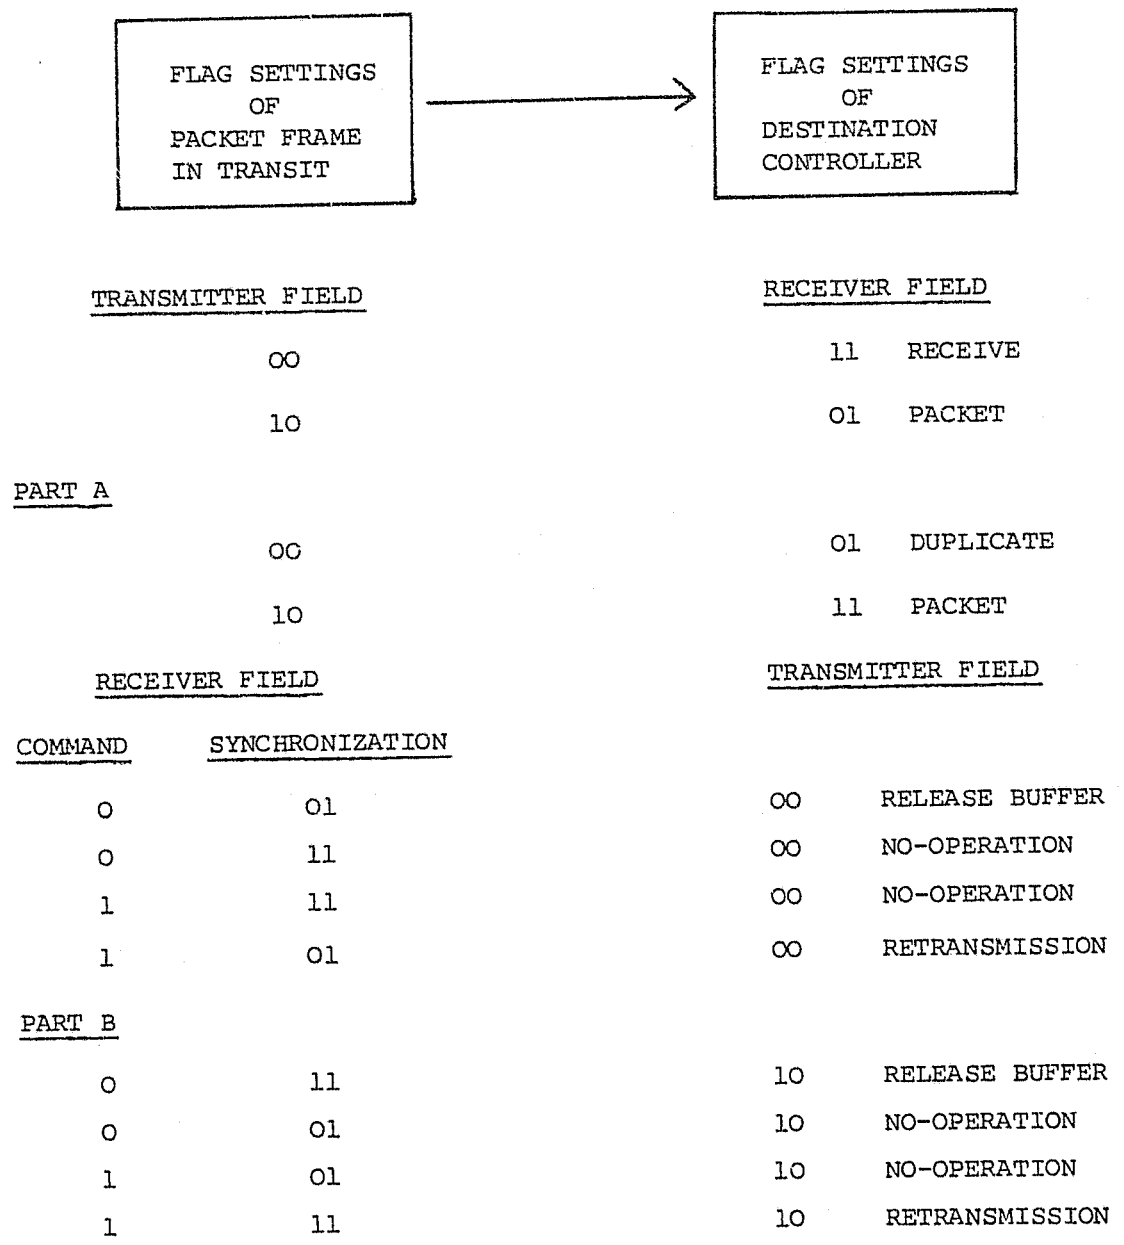 FLAG SETTINGS
OF
PACKET FRAME
IN TRANSIT
FLAG SETTINGS
OF
DESTINATION
CONTROLLER
TRANSMITTER FIELD RECEIVER FIELD
00 11 RECEIVE
10 01 PACKET
PART A
00 01 DUPLICATE
10 11 PACKET
RECEIVER FIELD TRANSMITTER FIELD
COMMAND SYNCHRONIZATION
0 01 00 RELEASE BUFFER
0 11 00 NO-OPERATION
1 11 00 NO-OPERATION
1 01 00 RETRANSMISSION
PART B
0 11 10 RELEASE BUFFER
0 01 10 NO-OPERATION
1 01 10 NO-OPERATION
1 11 10 RETRANSMISSION